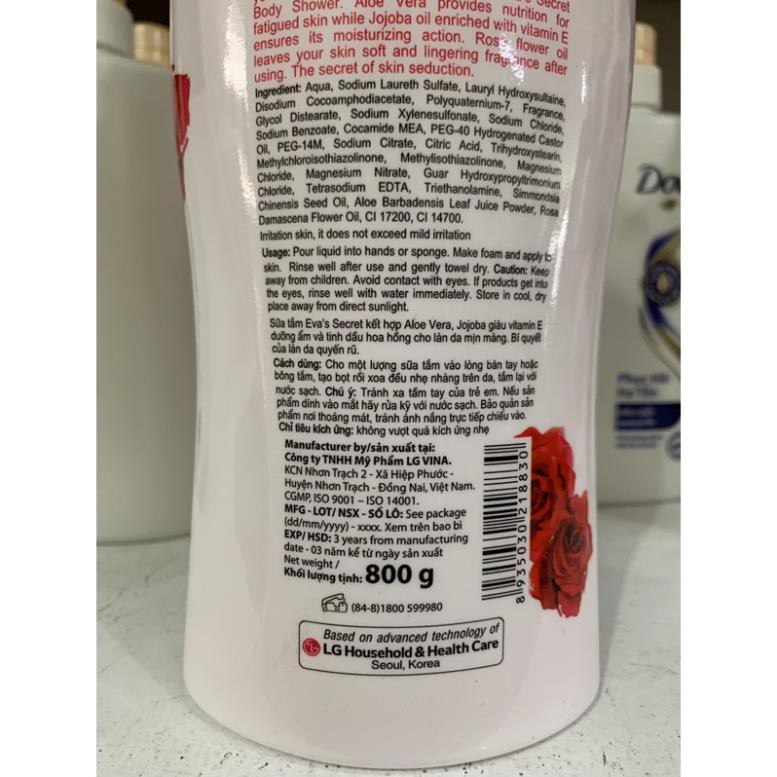 Secret
Body Shower. Aloe Vera provides nutrition for
fatigued skin while Jojoba oil enriched with vitamin E
ensures its moisturizing action. Rose flower oil
leaves your skin soft and lingering fragrance after
using. The secret of skin seduction.
Ingredient: Aqua, Sodium Laureth Sulfate, Lauryl Hydroxysultaine,
Disodium Cocoamphodiacetate, Polyquaternium-7, Fragrance,
Glycol Distearate, Sodium Xylenesulfonate, Sodium Chloride,
Sodium Benzoate, Cocamide MEA, PEG-40 Hydrogenated Castor
Oil, PEG-14M, Sodium Citrate, Citric Acid, Trihydroxystearin,
Methylchloroisothiazolinone, Methylisothiazolinone, Magnesium
Chloride, Magnesium Nitrate, Guar Hydroxypropyltrimonium
Chloride, Tetrasodium EDTA, Triethanolamine, Simmondsia
Chinensis Seed Oil, Aloe Barbadensis Leaf Juice Powder, Rosa
Damascena Flower Oil, CI 17200, CI 14700.
Irritation skin, it does not exceed mild irritation
Usage: Pour liquid into hands or sponge. Make foam and apply to
skin. Rinse well after use and gently towel dry. Caution: Keep
away from children. Avoid contact with eyes. If products get into
the eyes, rinse well with water immediately. Store in cool, dry
place away from direct sunlight.
Sữa tắm Eva's Secret kết hợp Aloe Vera, Jojoba giàu vitamin E
dưỡng ẩm và tinh dầu hoa hồng cho làn da mịn màng. Bí quyết
của làn da quyến rũ.
Cách dùng: Cho một lượng sữa tắm vào lòng bàn tay hoặc
bông tắm, tạo bọt rồi xoa đều nhẹ nhàng trên da, tắm lại với
nước sạch. Chú ý: Tránh xa tầm tay của trẻ em. Nếu sản
phẩm dính vào mắt hãy rửa kỹ với nước sạch. Bảo quản sản
phẩm nơi thoáng mát, tránh ánh nắng trực tiếp chiếu vào.
Chỉ tiêu kích ứng: không vượt quá kích ứng nhẹ
Manufacturer by/sản xuất tại:
Công ty TNHH Mỹ Phẩm LG VINA.
KCN Nhơn Trạch 2 - Xã Hiệp Phước -
Huyện Nhơn Trạch - Đồng Nai, Việt Nam.
CGMP, ISO 9001 – ISO 14001.
MFG - LOT/ NSX - SỐ LÔ: See package
(dd/mm/yyyy) - xxxx. Xem trên bao bì
EXP/ HSD: 3 years from manufacturing
date - 03 năm kể từ ngày sản xuất
Net weight /
Khối lượng tịnh: 800 g
8 935030 218830
(84-8)1800 599980
Based on advanced technology of
LG LG Household & Health Care
Seoul, Korea
Phục Hồi
Hư Tổn